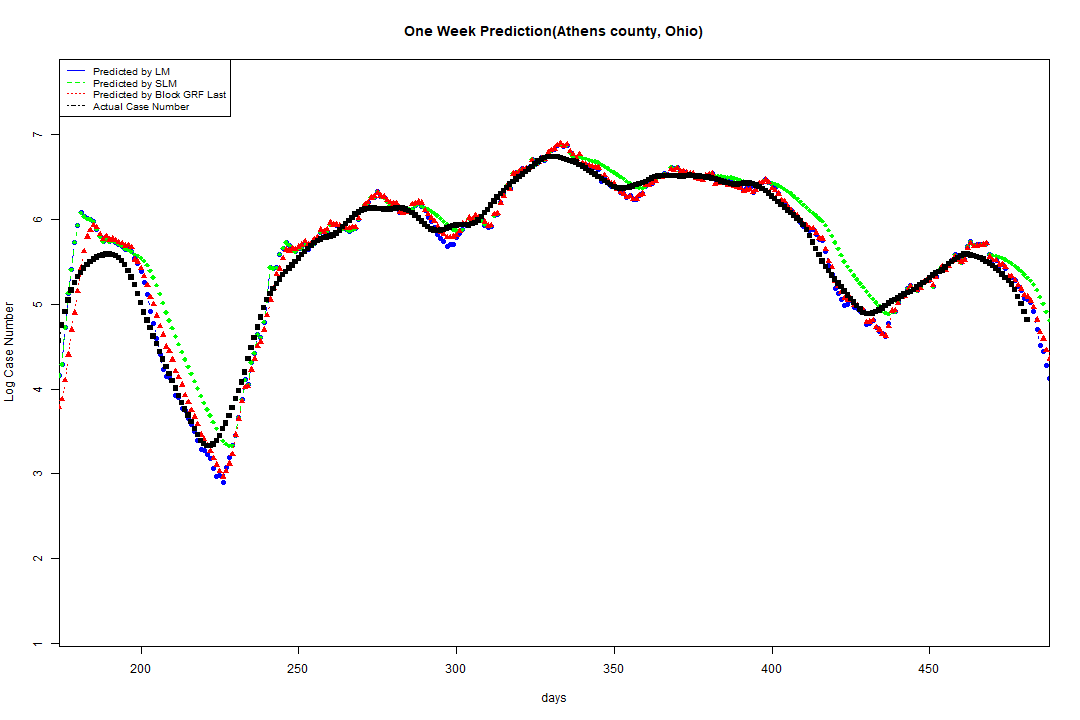 One Week Prediction(Athens county, Ohio)
Predicted by LM
Predicted by SLM
Predicted by Block GRF Last
Actual Case Number
7
6
5
4
3
2
1
Log Case Number
200 250 300 350 400 450
days